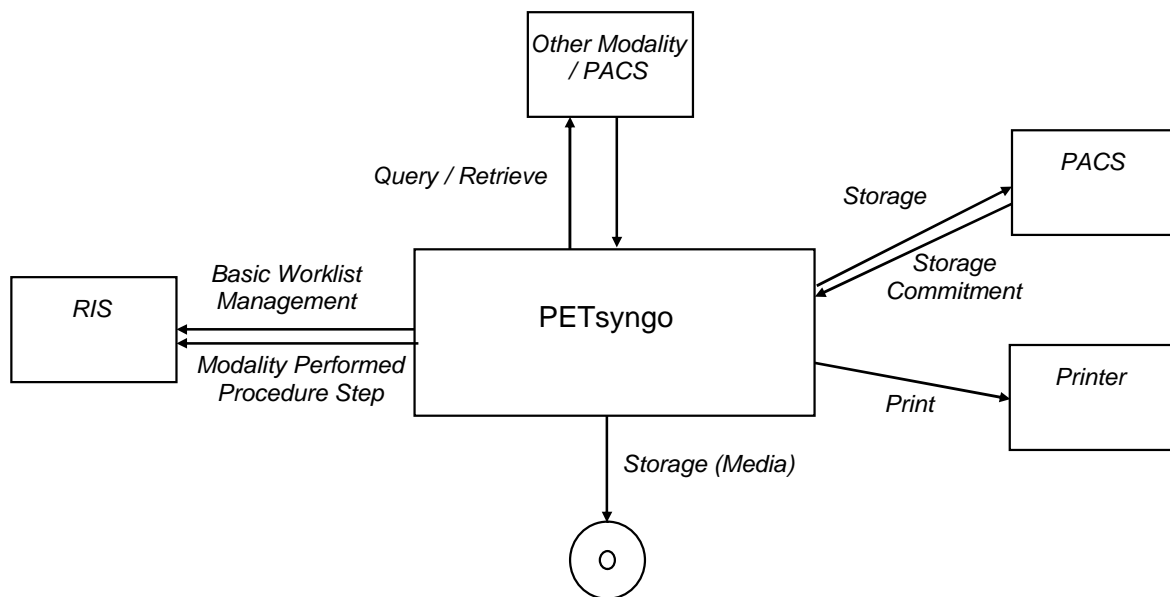 Other Modality
/ PACS
PACS
Query / Retrieve
Storage
Storage
Commitment
Basic Worklist
Management
RIS
PETsyngo
Modality Performed
Procedure Step
Printer
Print
Storage (Media)